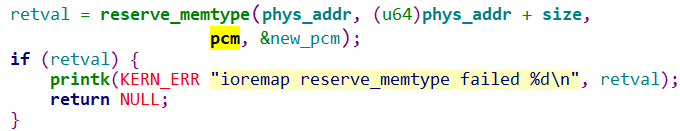 retval = reserve_memtype(phys_addr, (u64)phys_addr + size,
                         pcm, &new_pcm);
if (retval) {
    printk(KERN_ERR "ioremap reserve_memtype failed %d\n", retval);
    return NULL;
}